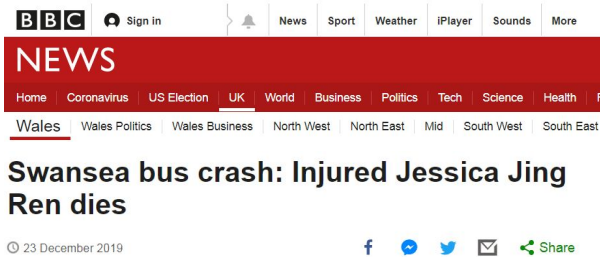 BBC Sign in News Sport Weather iPlayer Sounds More
NEWS
Home Coronavirus US Election UK World Business Politics Tech Science Health
Wales Wales Politics Wales Business North West North East Mid South West South East
Swansea bus crash: Injured Jessica Jing
Ren dies
23 December 2019 Share